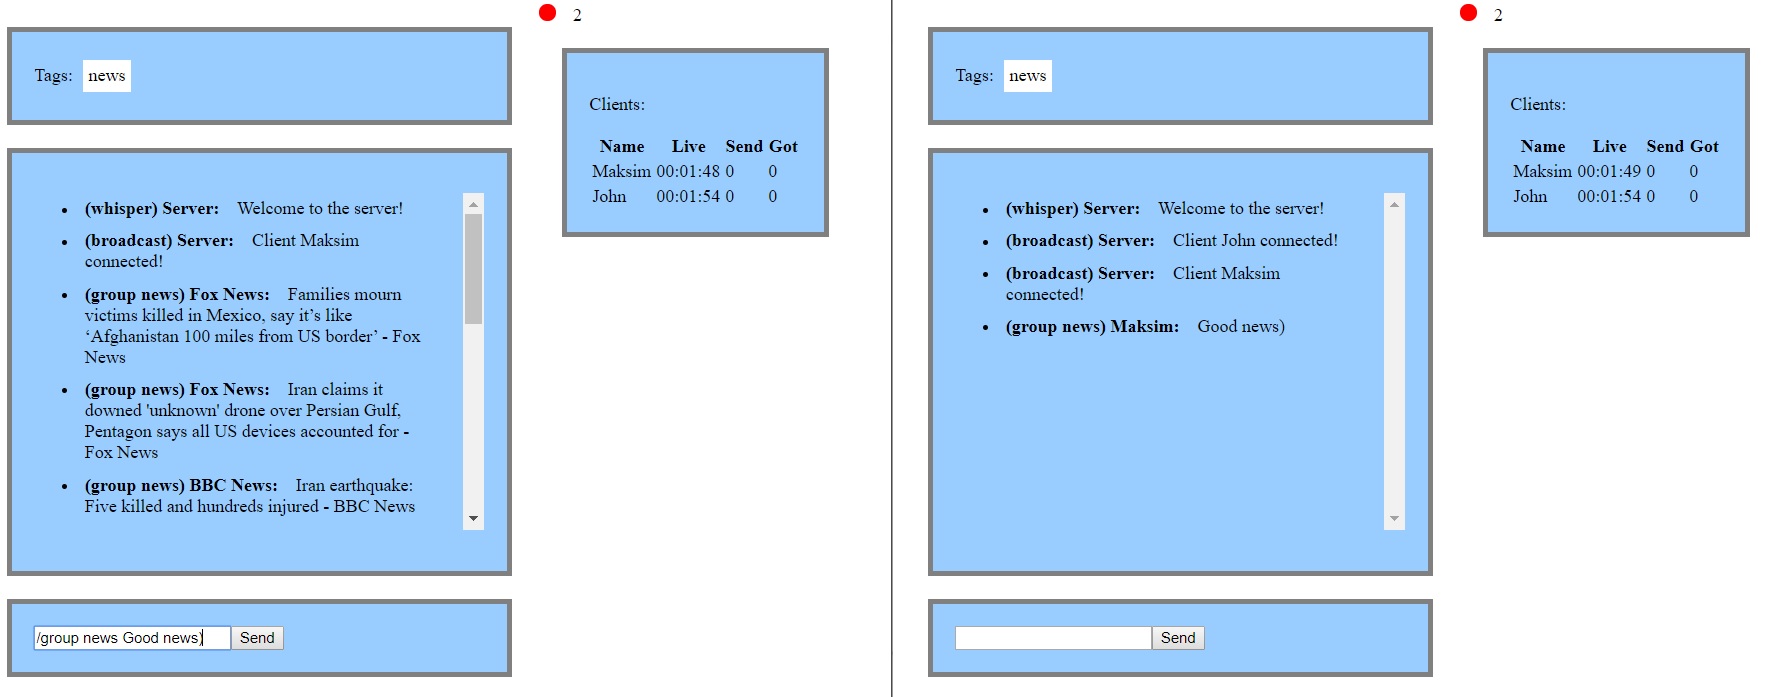 2
Tags: news
Clients:
Name Live Send Got
Maksim 00:01:48 0 0
John 00:01:54 0 0
(whisper) Server: Welcome to the server!
(broadcast) Server: Client Maksim
connected!
(group news) Fox News: Families mourn
victims killed in Mexico, say it’s like
‘Afghanistan 100 miles from US border’ - Fox
News
(group news) Fox News: Iran claims it
downed 'unknown' drone over Persian Gulf,
Pentagon says all US devices accounted for -
Fox News
(group news) BBC News: Iran earthquake:
Five killed and hundreds injured - BBC News
/group news Good news) Send
2
Tags: news
Clients:
Name Live Send Got
Maksim 00:01:49 0 0
John 00:01:54 0 0
(whisper) Server: Welcome to the server!
(broadcast) Server: Client John connected!
(broadcast) Server: Client Maksim
connected!
(group news) Maksim: Good news)
Send